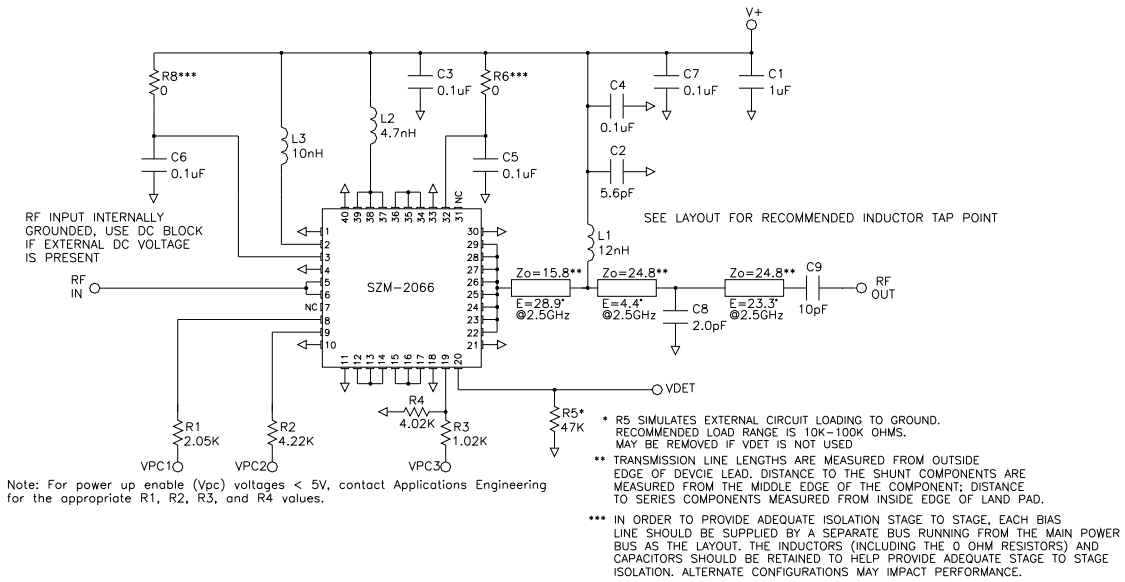 V+
R8***
0
C3
0.1uF
R6***
0
C4
0.1uF
C7
0.1uF
C1
1uF
L3
10nH
L2
4.7nH
C6
0.1uF
C5
0.1uF
C2
5.6pF
RF INPUT INTERNALLY
GROUNDED, USE DC BLOCK
IF EXTERNAL DC VOLTAGE
IS PRESENT
SEE LAYOUT FOR RECOMMENDED INDUCTOR TAP POINT
L1
12nH
40 39 38 37 36 35 34 33 32 31 NC
1
2
3
4
5
6
NC 7
8
9
10
SZM-2066
30
29
28
27
26
25
24
23
22
21
11 12 13 14 15 16 17 18 19 20
RF
IN
Zo=15.8**
E=28.9°
@2.5GHz
Zo=24.8**
E=4.4°
@2.5GHz
C8
2.0pF
Zo=24.8**
E=23.3°
@2.5GHz
C9
10pF
RF
OUT
VDET
R4
4.02K
R5*
47K
R1
2.05K
R2
4.22K
R3
1.02K
VPC1
VPC2
VPC3
Note: For power up enable (Vpc) voltages < 5V, contact Applications Engineering
for the appropriate R1, R2, R3, and R4 values.
* R5 SIMULATES EXTERNAL CIRCUIT LOADING TO GROUND.
RECOMMENDED LOAD RANGE IS 10K-100K OHMS.
MAY BE REMOVED IF VDET IS NOT USED
** TRANSMISSION LINE LENGTHS ARE MEASURED FROM OUTSIDE
EDGE OF DEVCIE LEAD. DISTANCE TO THE SHUNT COMPONENTS ARE
MEASURED FROM THE MIDDLE EDGE OF THE COMPONENT; DISTANCE
TO SERIES COMPONENTS MEASURED FROM INSIDE EDGE OF LAND PAD.
*** IN ORDER TO PROVIDE ADEQUATE ISOLATION STAGE TO STAGE, EACH BIAS
LINE SHOULD BE SUPPLIED BY A SEPARATE BUS RUNNING FROM THE MAIN POWER
BUS AS THE LAYOUT. THE INDUCTORS (INCLUDING THE 0 OHM RESISTORS) AND
CAPACITORS SHOULD BE RETAINED TO HELP PROVIDE ADEQUATE STAGE TO STAGE
ISOLATION. ALTERNATE CONFIGURATIONS MAY IMPACT PERFORMANCE.